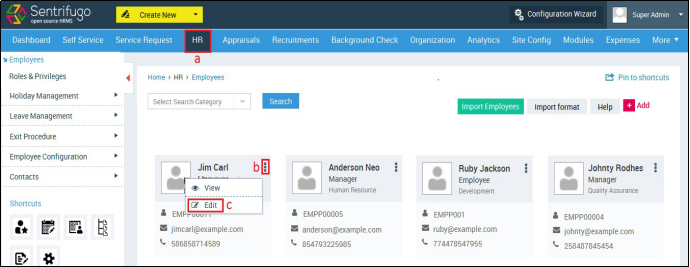 Sentrifugo
open source HRMS
Create New
Configuration Wizard
Super Admin
Dashboard Self Service Service Request HR Appraisals Recruitments Background Check Organization Analytics Site Config Modules Expenses More
a
Employees
Roles & Privileges
Holiday Management
Leave Management
Exit Procedure
Employee Configuration
Contacts
Shortcuts
Home > HR > Employees
Pin to shortcuts
Select Search Category
Search
Import Employees
Import format
Help
+ Add
b
Jim Carl
View
Edit
c
jimcarl@example.com
586858714589
Anderson Neo
Manager
Human Resource
EMPP00005
anderson@example.com
854793225985
Ruby Jackson
Employee
Development
EMPP001
ruby@example.com
774478547955
Johnty Rodhes
Manager
Quality Assurance
EMPP00004
johnty@example.com
258487845454